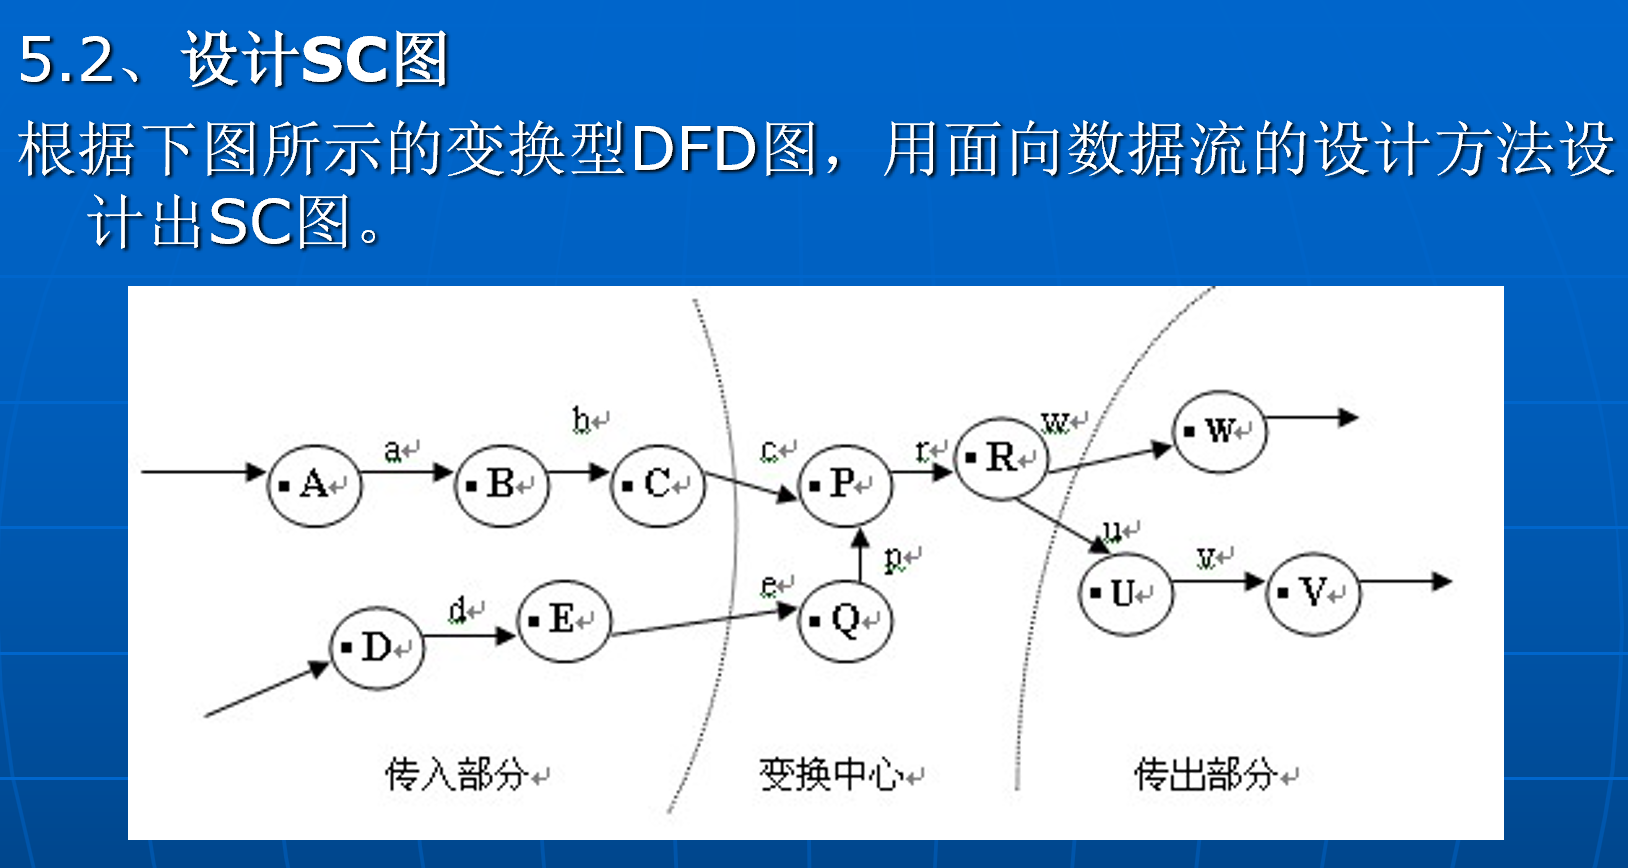 5.2、设计SC图
根据下图所示的变换型DFD图，用面向数据流的设计方法设
计出SC图。
b↵ w↵ ▪ W↵
a↵ c↵ r↵ ▪ R↵
▪ A↵ ▪ B↵ ▪ C↵ ▪ P↵
u↵
d↵ e↵ p↵ v↵
▪ D↵ ▪ E↵ ▪ Q↵ ▪ U↵ ▪ V↵
传入部分↵ 变换中心↵ 传出部分↵